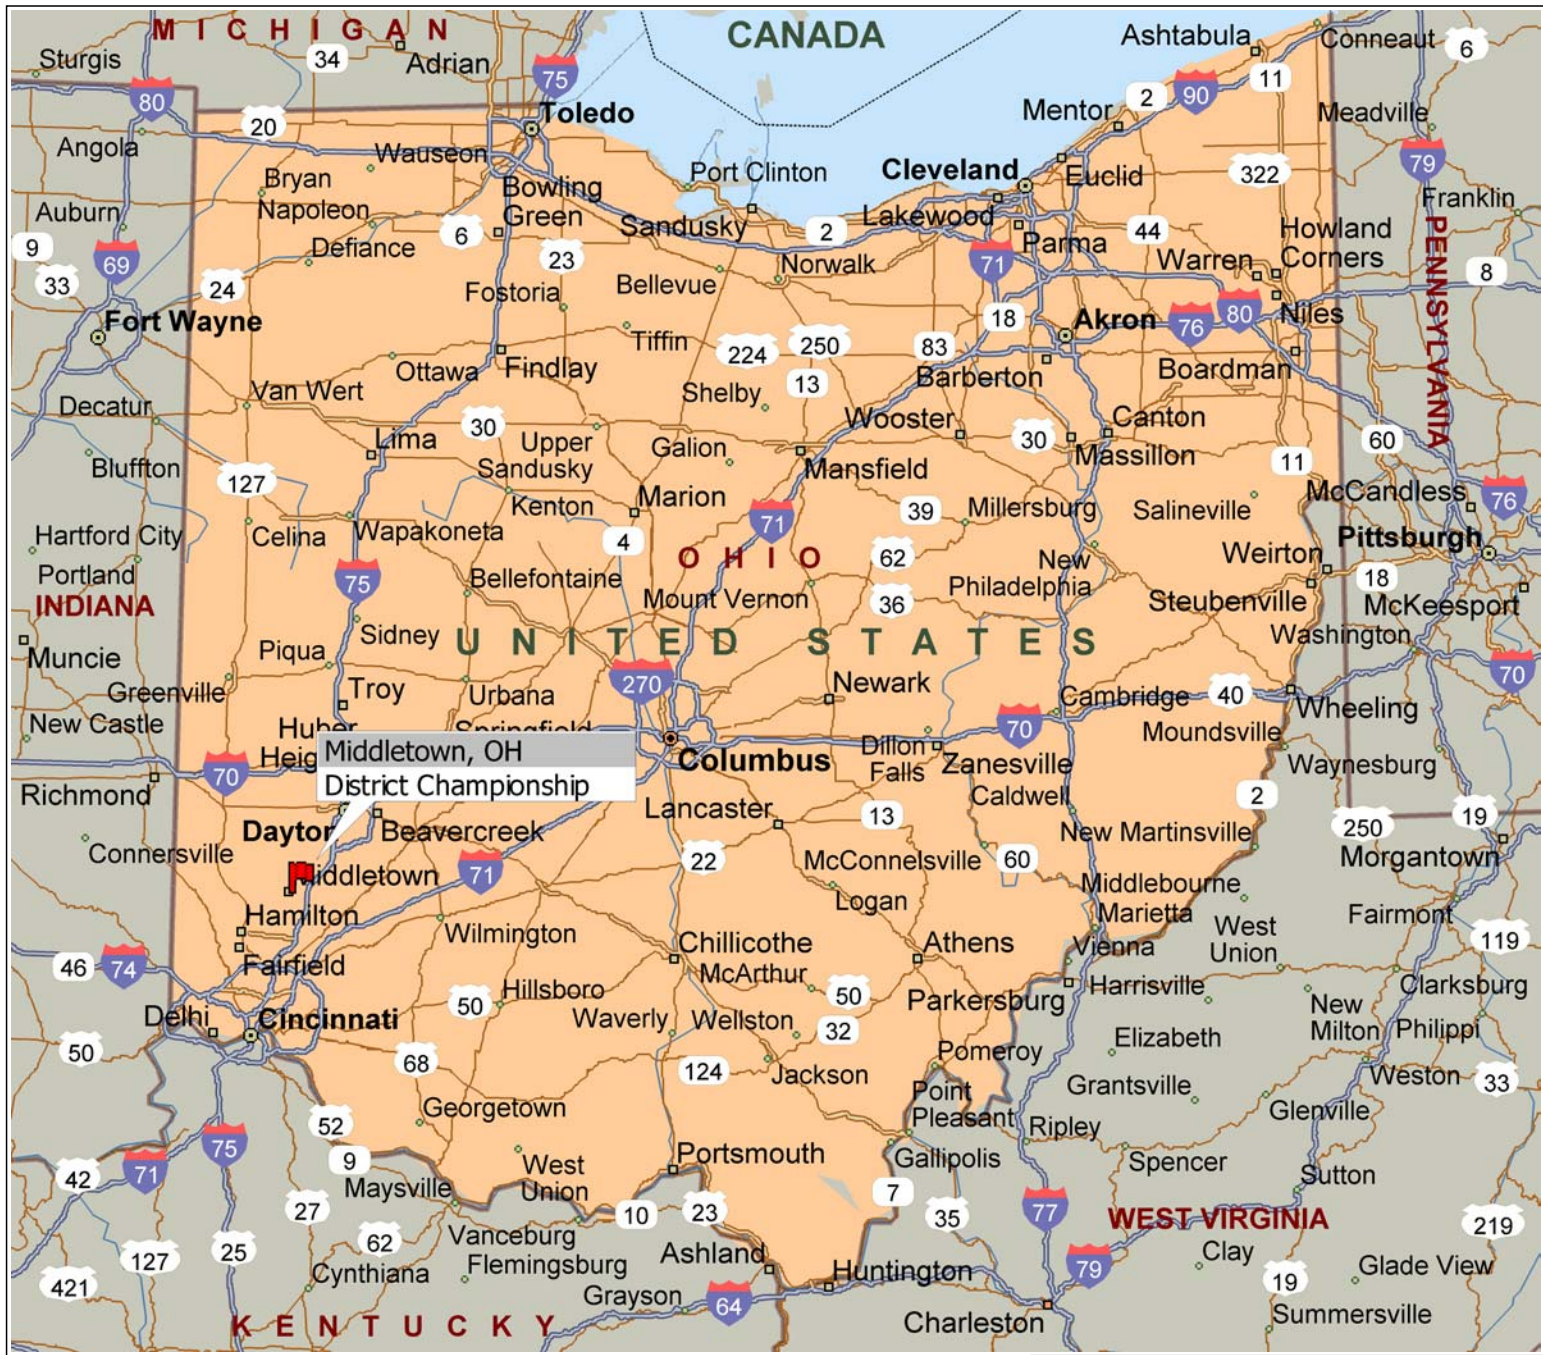 MICHIGAN
CANADA
Ashtabula
Conneaut
6
Sturgis
34
Adrian
75
11
80
2
90
Mentor
Meadville
20
Toledo
Angola
Wauseon
Port Clinton
Cleveland
Euclid
322
79
Bryan
Bowling
Green
Franklin
Auburn
Napoleon
6
Sandusky
2
Lakewood
44
Howland
Corners
9
69
Defiance
23
Parma
71
Warren
PENNSYLVANIA
8
33
24
Fostoria
Bellevue
Norwalk
80
Niles
Fort Wayne
Tiffin
18
Akron
76
224
250
83
Ottawa
Findlay
Barberton
Boardman
Van Wert
13
Shelby
Decatur
Wooster
Canton
30
Upper
Sandusky
Galion
30
60
Lima
Mansfield
Massillon
11
Bluffton
127
Kenton
Marion
McCandless
76
71
39
Millersburg
Salineville
Hartford City
Celina
Wapakoneta
4
OHIO
62
New
Philadelphia
Weirton
Pittsburgh
Portland
75
Bellefontaine
18
INDIANA
Mount Vernon
36
Steubenville
McKeesport
Sidney
UNITED STATES
Washington
Muncie
Piqua
70
Greenville
Troy
Urbana
270
Newark
Cambridge
40
Wheeling
New Castle
Huber
Springfield
70
Moundsville
Middletown, OH
District Championship
70
Columbus
Dillon
Falls
Zanesville
Waynesburg
Richmond
Lancaster
13
Caldwell
2
250
19
Dayton
Beavercreek
New Martinsville
Connersville
22
McConnelsville
60
Morgantown
Middletown
71
Logan
Middlebourne
Hamilton
Marietta
Fairmont
Wilmington
West
Union
119
46
74
Fairfield
Chillicothe
Athens
Vienna
McArthur
Clarksburg
50
Hillsboro
50
Parkersburg
Harrisville
New
Milton
Delhi
Cincinnati
Waverly
Wellston
32
Philippi
50
Elizabeth
68
124
Jackson
Pomeroy
Weston
33
Georgetown
Point
Pleasant
Grantsville
Glenville
52
Ripley
75
9
West
Union
Portsmouth
Gallipolis
Spencer
42
71
Maysville
7
Sutton
27
10
23
35
77
WEST VIRGINIA
219
127
25
62
Vanceburg
Flemingsburg
Ashland
79
Clay
421
Cynthiana
Huntington
19
Glade View
Grayson
64
KENTUCKY
Charleston
Summersville